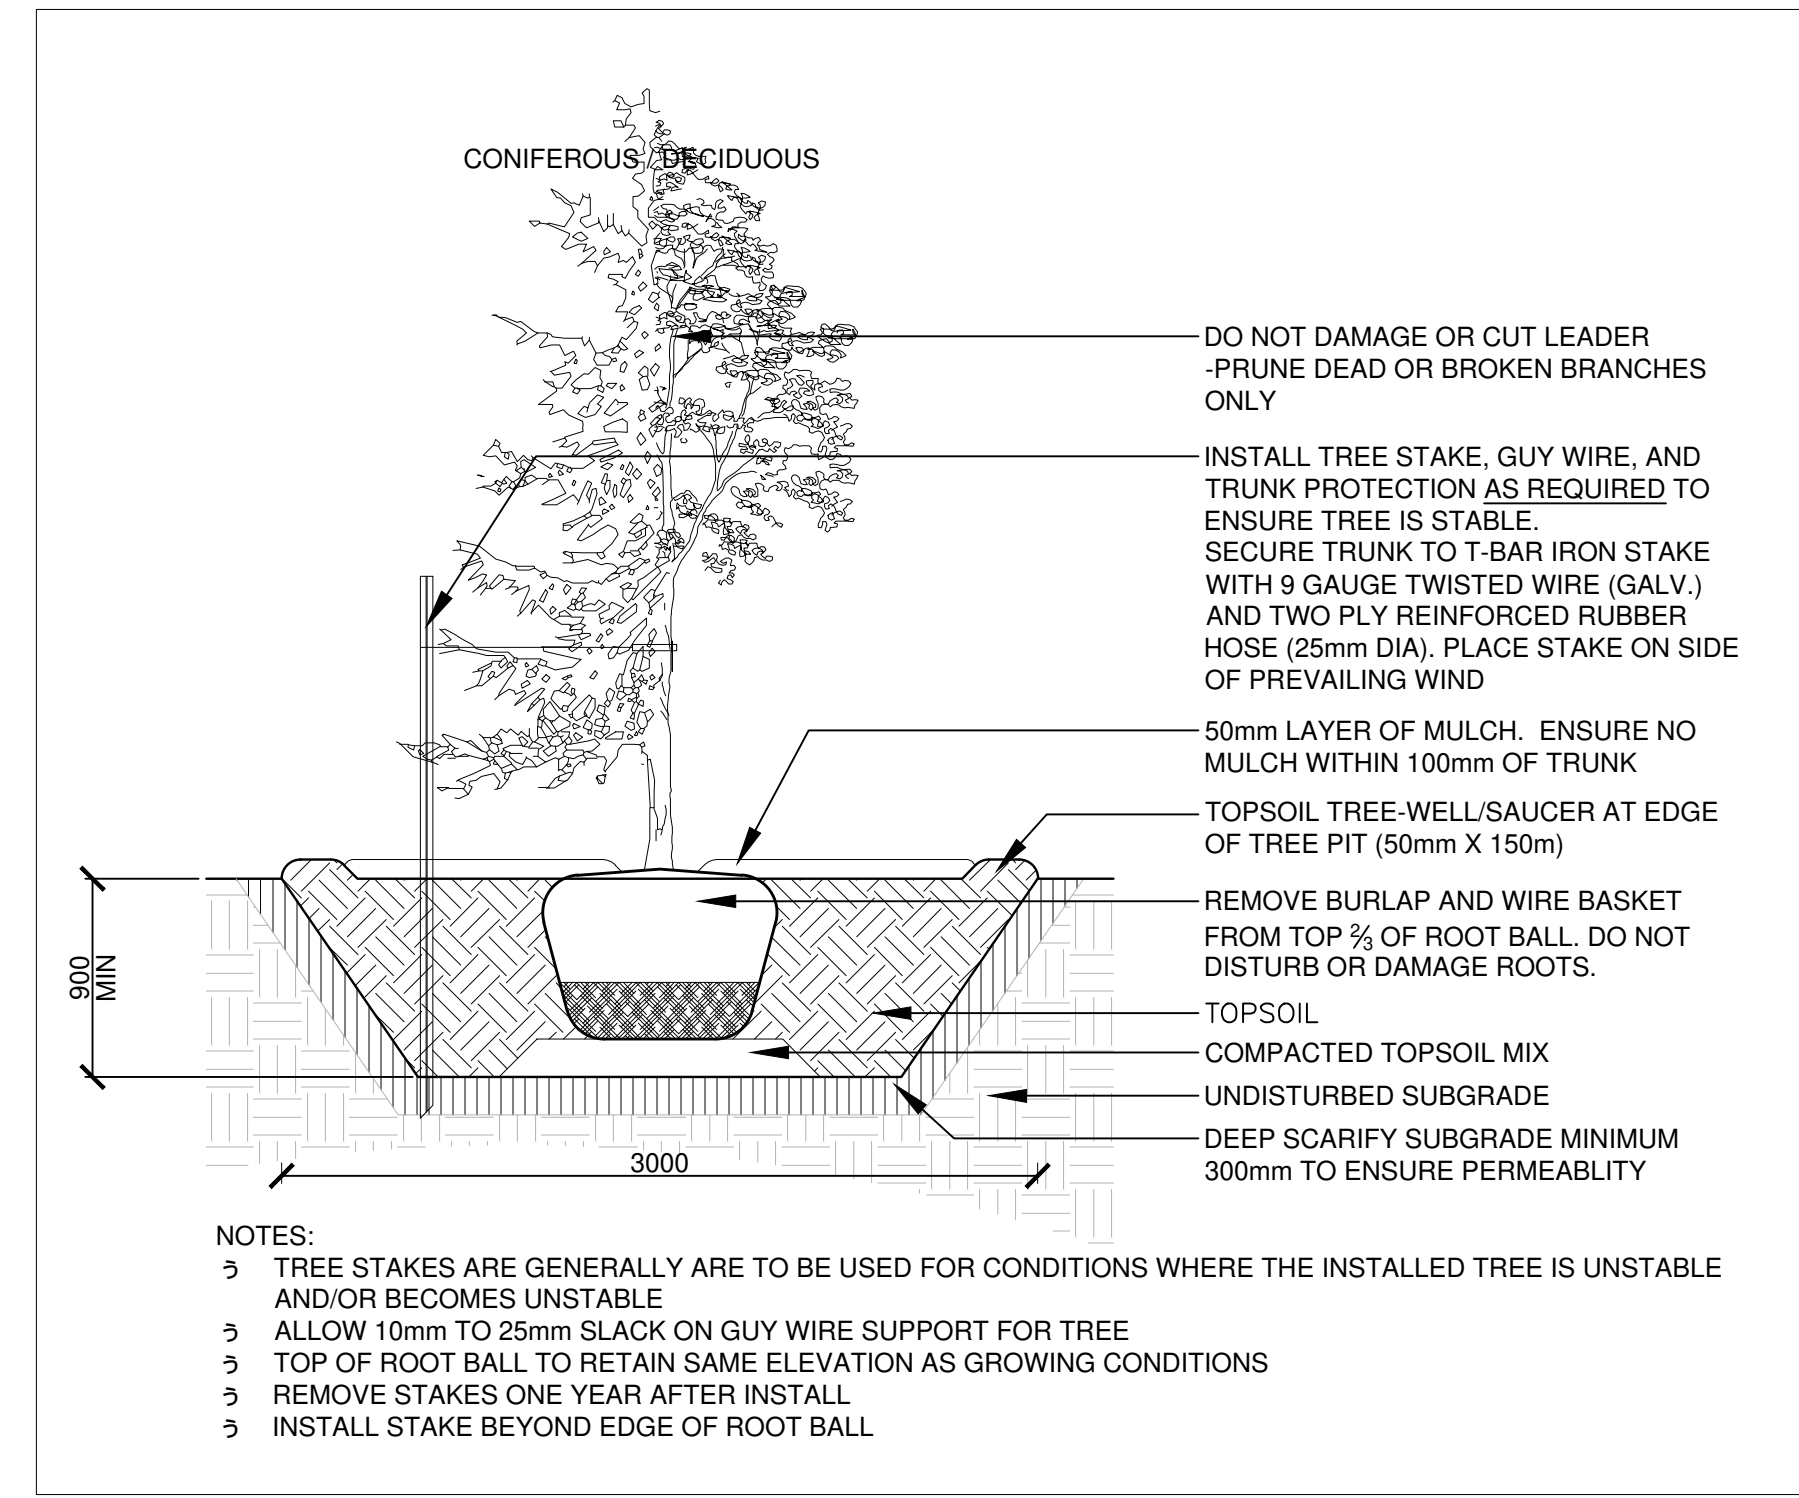 CONIFEROUS / DECIDUOUS
DO NOT DAMAGE OR CUT LEADER
-PRUNE DEAD OR BROKEN BRANCHES
ONLY
INSTALL TREE STAKE, GUY WIRE, AND
TRUNK PROTECTION AS REQUIRED TO
ENSURE TREE IS STABLE.
SECURE TRUNK TO T-BAR IRON STAKE
WITH 9 GAUGE TWISTED WIRE (GALV.)
AND TWO PLY REINFORCED RUBBER
HOSE (25mm DIA). PLACE STAKE ON SIDE
OF PREVAILING WIND
50mm LAYER OF MULCH. ENSURE NO
MULCH WITHIN 100mm OF TRUNK
TOPSOIL TREE-WELL/SAUCER AT EDGE
OF TREE PIT (50mm X 150m)
REMOVE BURLAP AND WIRE BASKET
FROM TOP ⅔ OF ROOT BALL. DO NOT
DISTURB OR DAMAGE ROOTS.
TOPSOIL
COMPACTED TOPSOIL MIX
UNDISTURBED SUBGRADE
DEEP SCARIFY SUBGRADE MINIMUM
300mm TO ENSURE PERMEABLITY
900
MIN
3000
NOTES:
う TREE STAKES ARE GENERALLY ARE TO BE USED FOR CONDITIONS WHERE THE INSTALLED TREE IS UNSTABLE
AND/OR BECOMES UNSTABLE
う ALLOW 10mm TO 25mm SLACK ON GUY WIRE SUPPORT FOR TREE
う TOP OF ROOT BALL TO RETAIN SAME ELEVATION AS GROWING CONDITIONS
う REMOVE STAKES ONE YEAR AFTER INSTALL
う INSTALL STAKE BEYOND EDGE OF ROOT BALL